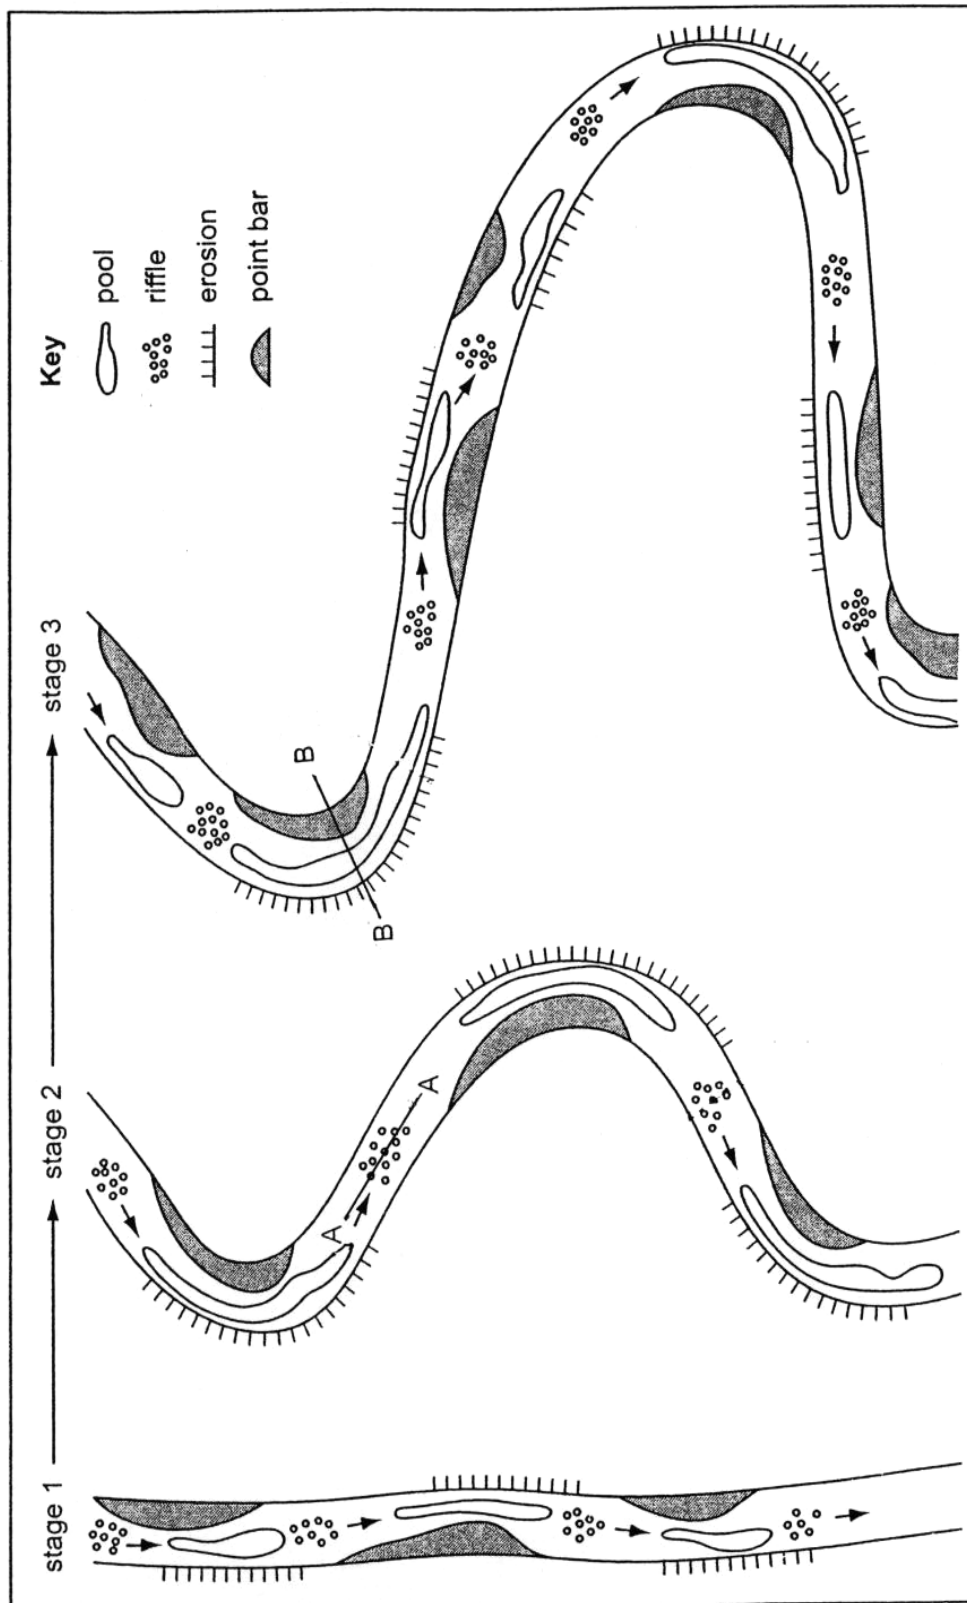 stage 1
stage 2
stage 3
Key
pool
riffle
erosion
point bar
A
A
B
B